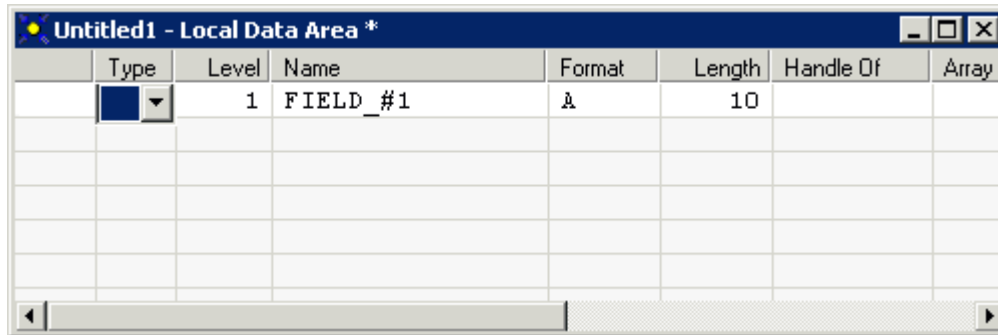 Untitled1 - Local Data Area *
Type Level Name Format Length Handle Of Array
1 FIELD_#1 A 10